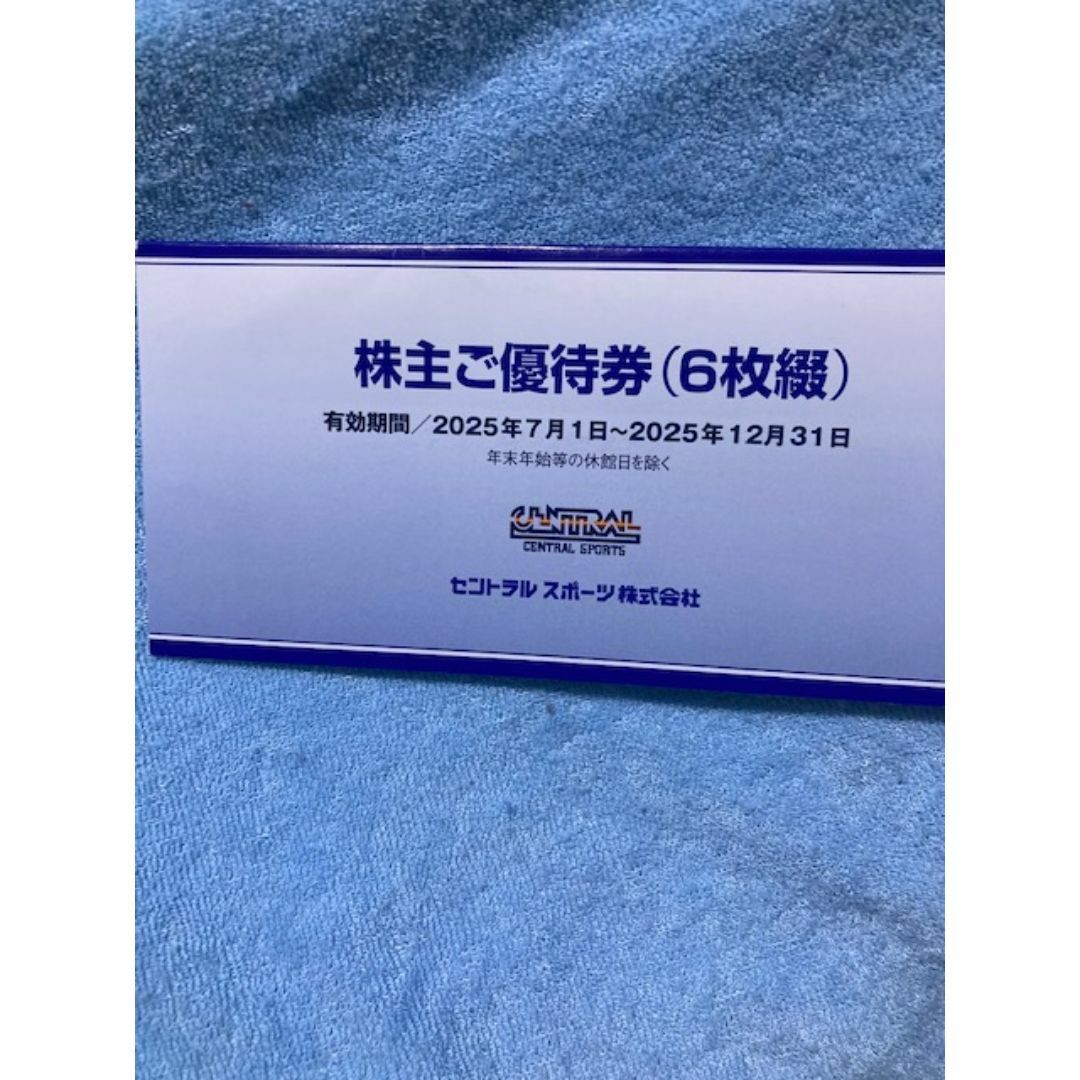 株主ご優待券（6枚綴）
有効期間／2025年7月1日～2025年12月31日
年末年始等の休館日を除く
CENTRAL
CENTRAL SPORTS
セントラル スポーツ株式会社